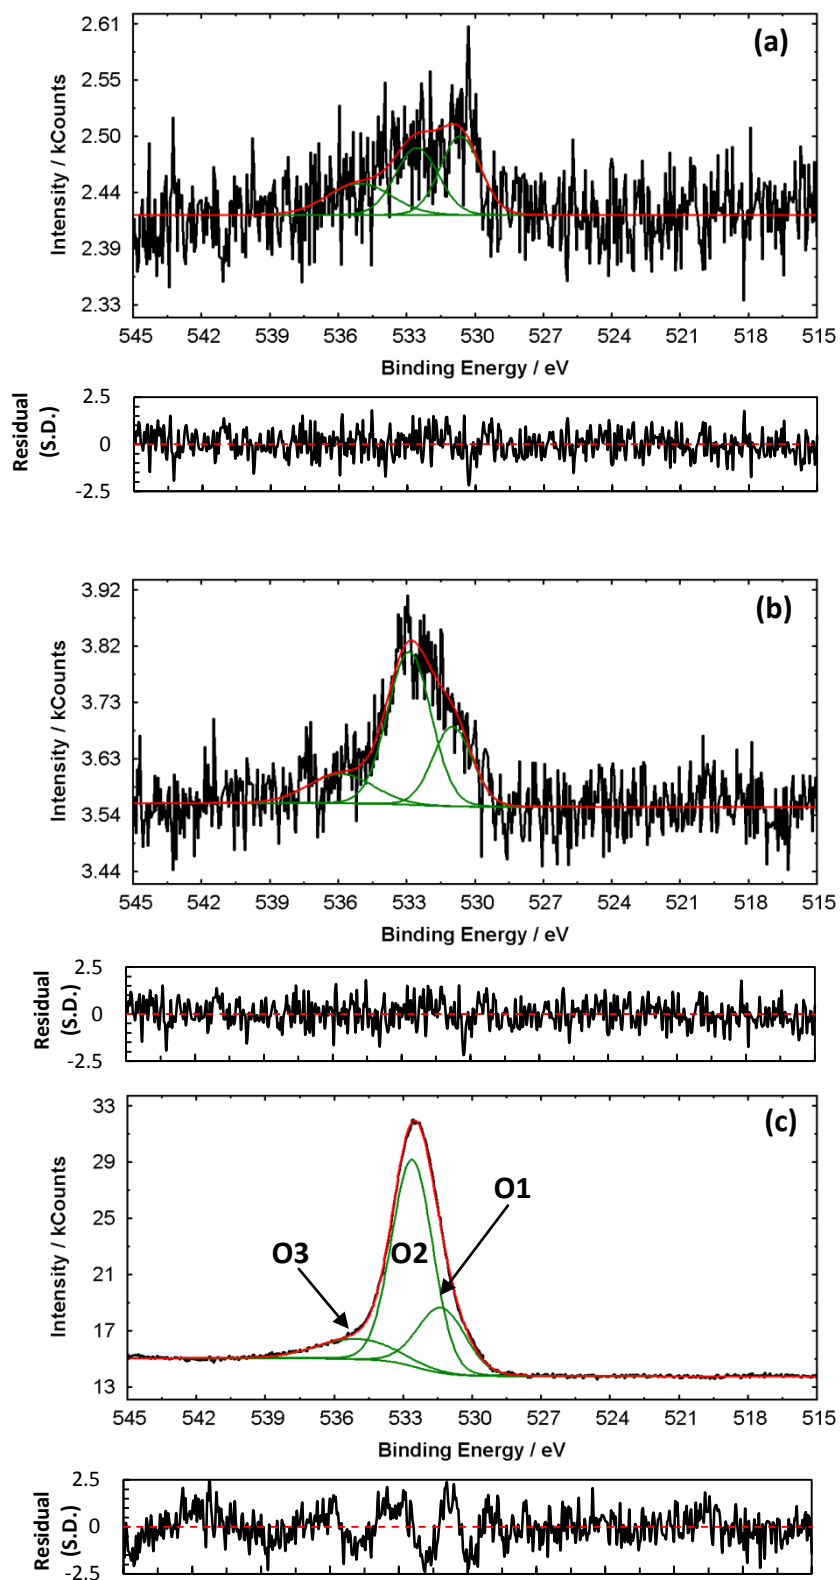 (a)
Intensity / kCounts
2.61
2.55
2.50
2.44
2.39
2.33
545 542 539 536 533 530 527 524 521 518 515
Binding Energy / eV
Residual
(S.D.)
2.5
0
-2.5
(b)
Intensity / kCounts
3.92
3.82
3.73
3.63
3.54
3.44
545 542 539 536 533 530 527 524 521 518 515
Binding Energy / eV
Residual
(S.D.)
2.5
0
-2.5
(c)
Intensity / kCounts
33
29
25
21
17
13
O1
O2
O3
545 542 539 536 533 530 527 524 521 518 515
Binding Energy / eV
Residual
(S.D.)
2.5
0
-2.5